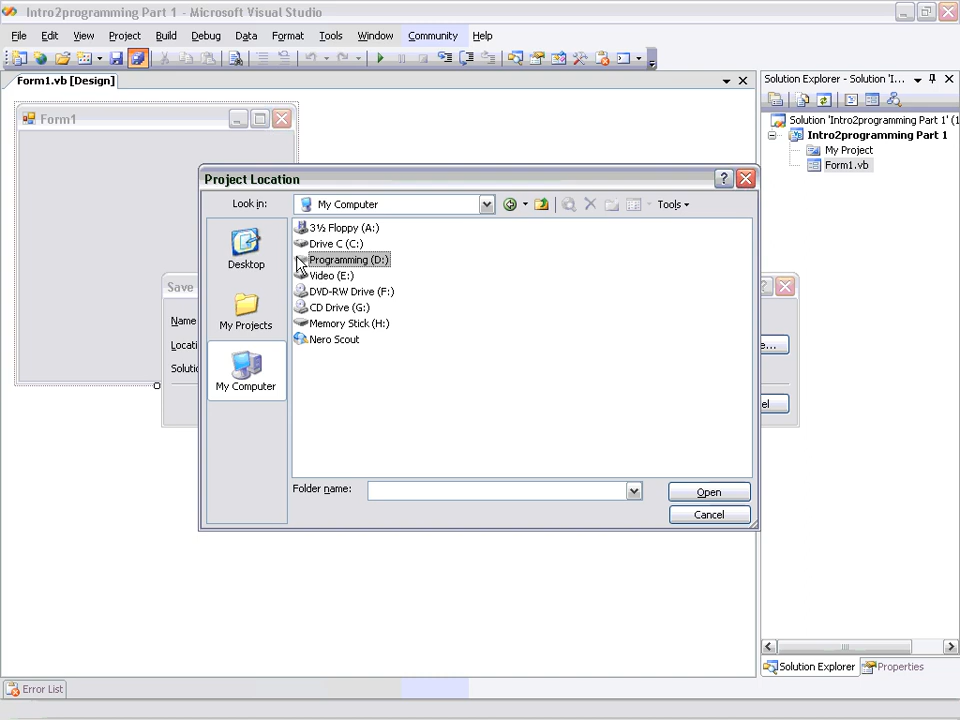 Intro2programming Part 1 - Microsoft Visual Studio
File Edit View Project Build Debug Data Format Tools Window Community Help
Form1.vb [Design]
Solution Explorer - Solution 'I...
Form1
Solution 'Intro2programming Part 1' (1
Intro2programming Part 1
My Project
Form1.vb
Project Location
Look in:
My Computer
Tools
Desktop
My Projects
My Computer
3½ Floppy (A:)
Drive C (C:)
Programming (D:)
Video (E:)
DVD-RW Drive (F:)
CD Drive (G:)
Memory Stick (H:)
Nero Scout
Save
Name
Locati
Solutio
e...
el
Folder name:
Open
Cancel
Solution Explorer
Properties
Error List